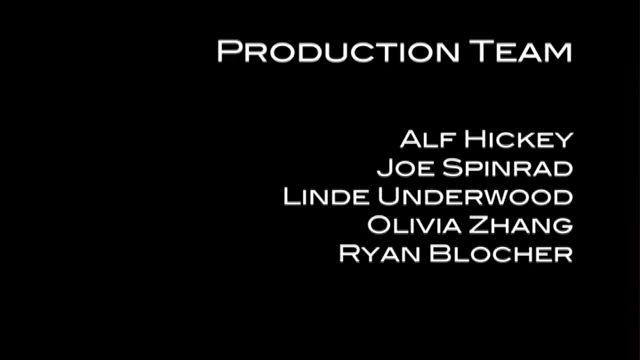 Production Team
Alf Hickey
Joe Spinrad
Linde Underwood
Olivia Zhang
Ryan Blocher